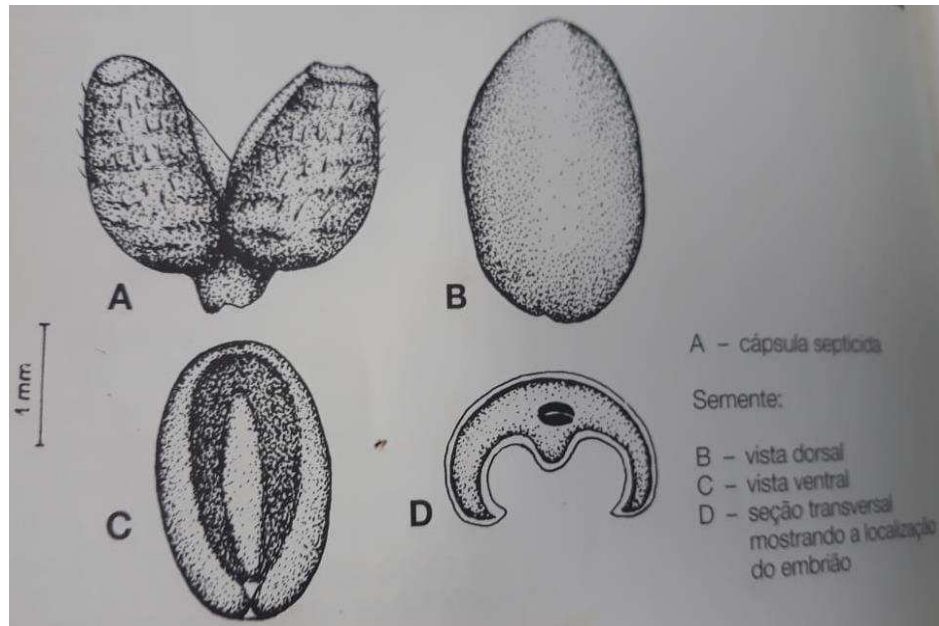 A
B
1 mm
C
D
A – cápsula septicida
Semente:
B – vista dorsal
C – vista ventral
D – seção transversal
mostrando a localização
do embrião